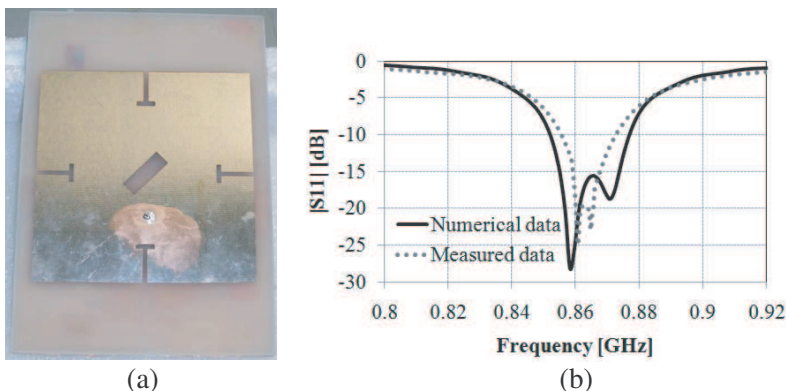 0
-5
-10
-15
-20
-25
-30
|S11| [dB]
Numerical data
Measured data
0.8 0.82 0.84 0.86 0.88 0.9 0.92
Frequency [GHz]
(a) (b)